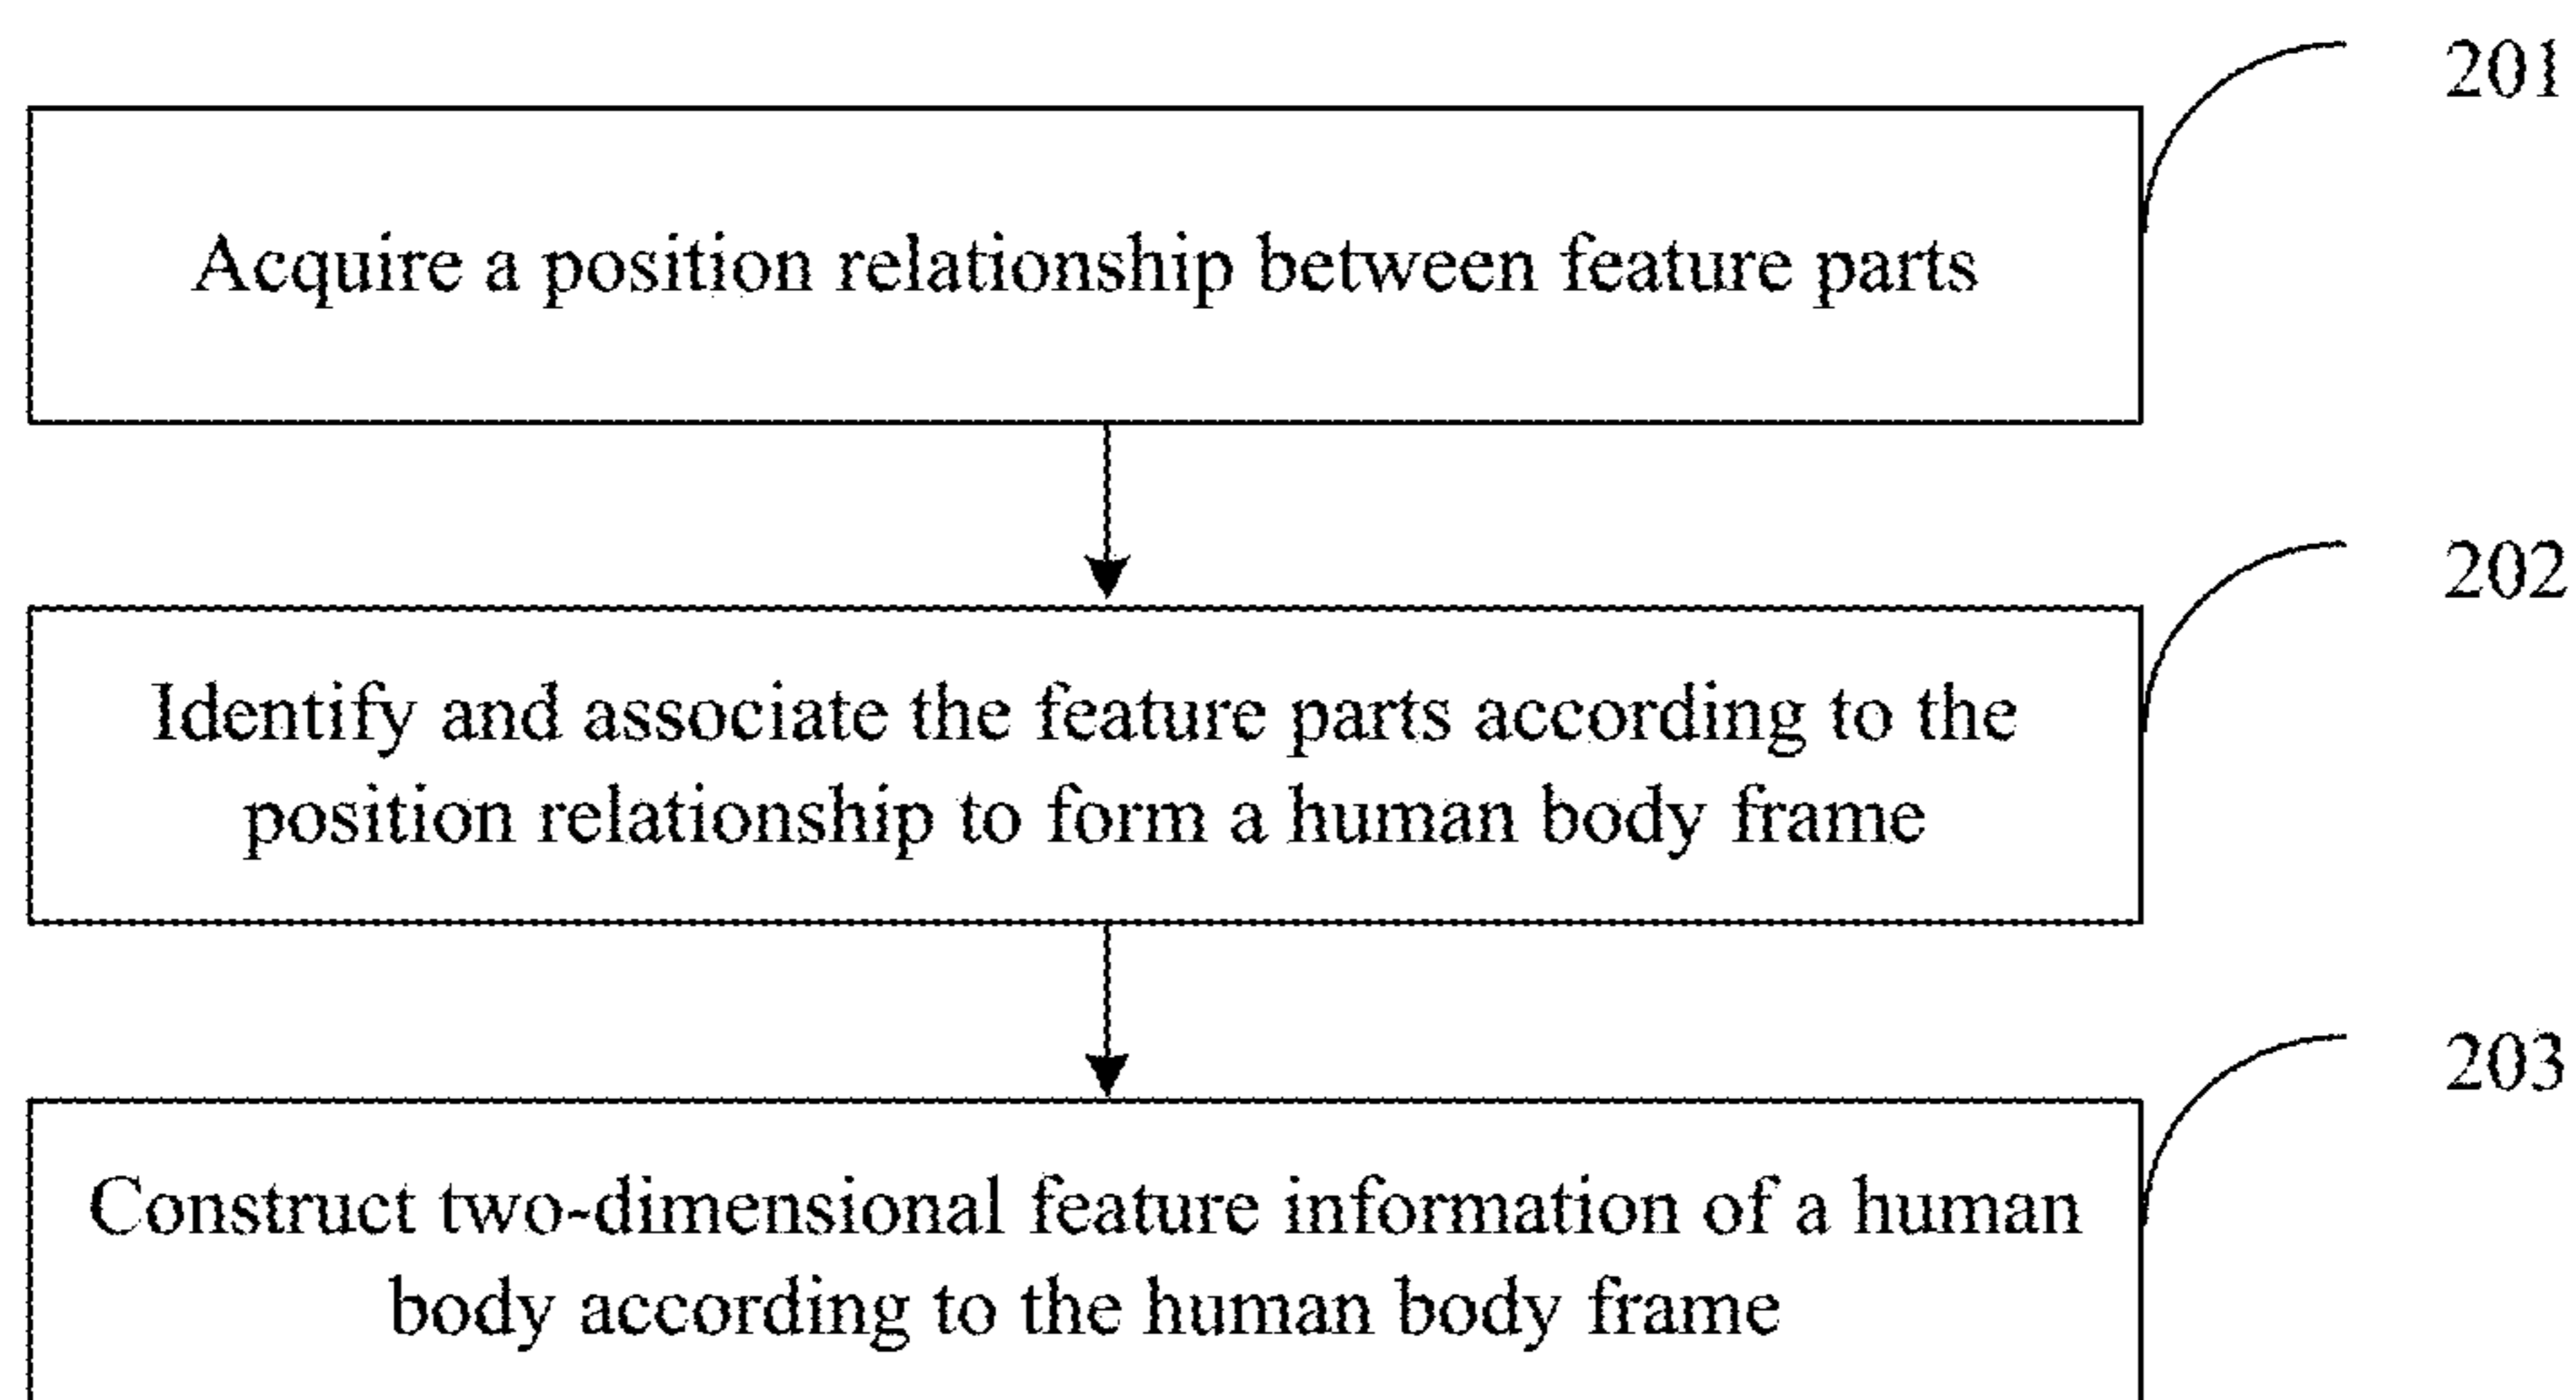 201
Acquire a position relationship between feature parts
202
Identify and associate the feature parts according to the
position relationship to form a human body frame
203
Construct two-dimensional feature information of a human
body according to the human body frame